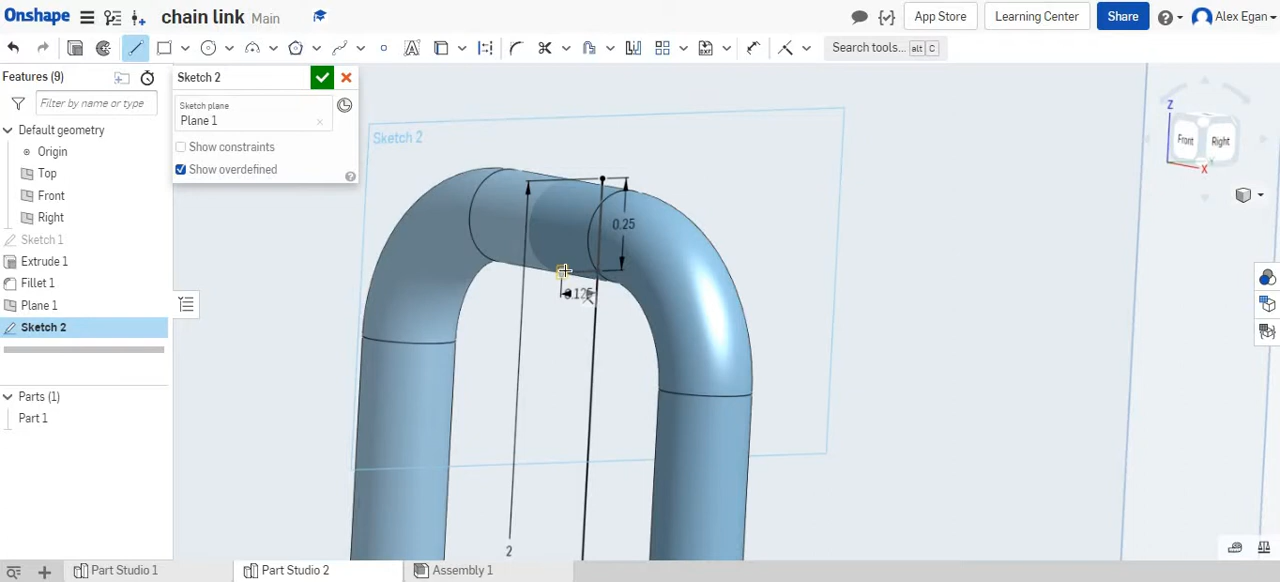 Onshape
chain link Main
App Store
Learning Center
Share
Alex Egan
Search tools... alt C
Features (9)
Filter by name or type
Default geometry
Origin
Top
Front
Right
Sketch 1
Extrude 1
Fillet 1
Plane 1
Sketch 2
Parts (1)
Part 1
Sketch 2
Sketch plane
Plane 1
Show constraints
Show overdefined
Sketch 2
0.25
0.125
2
Z
Front
Right
X
Part Studio 1
Part Studio 2
Assembly 1